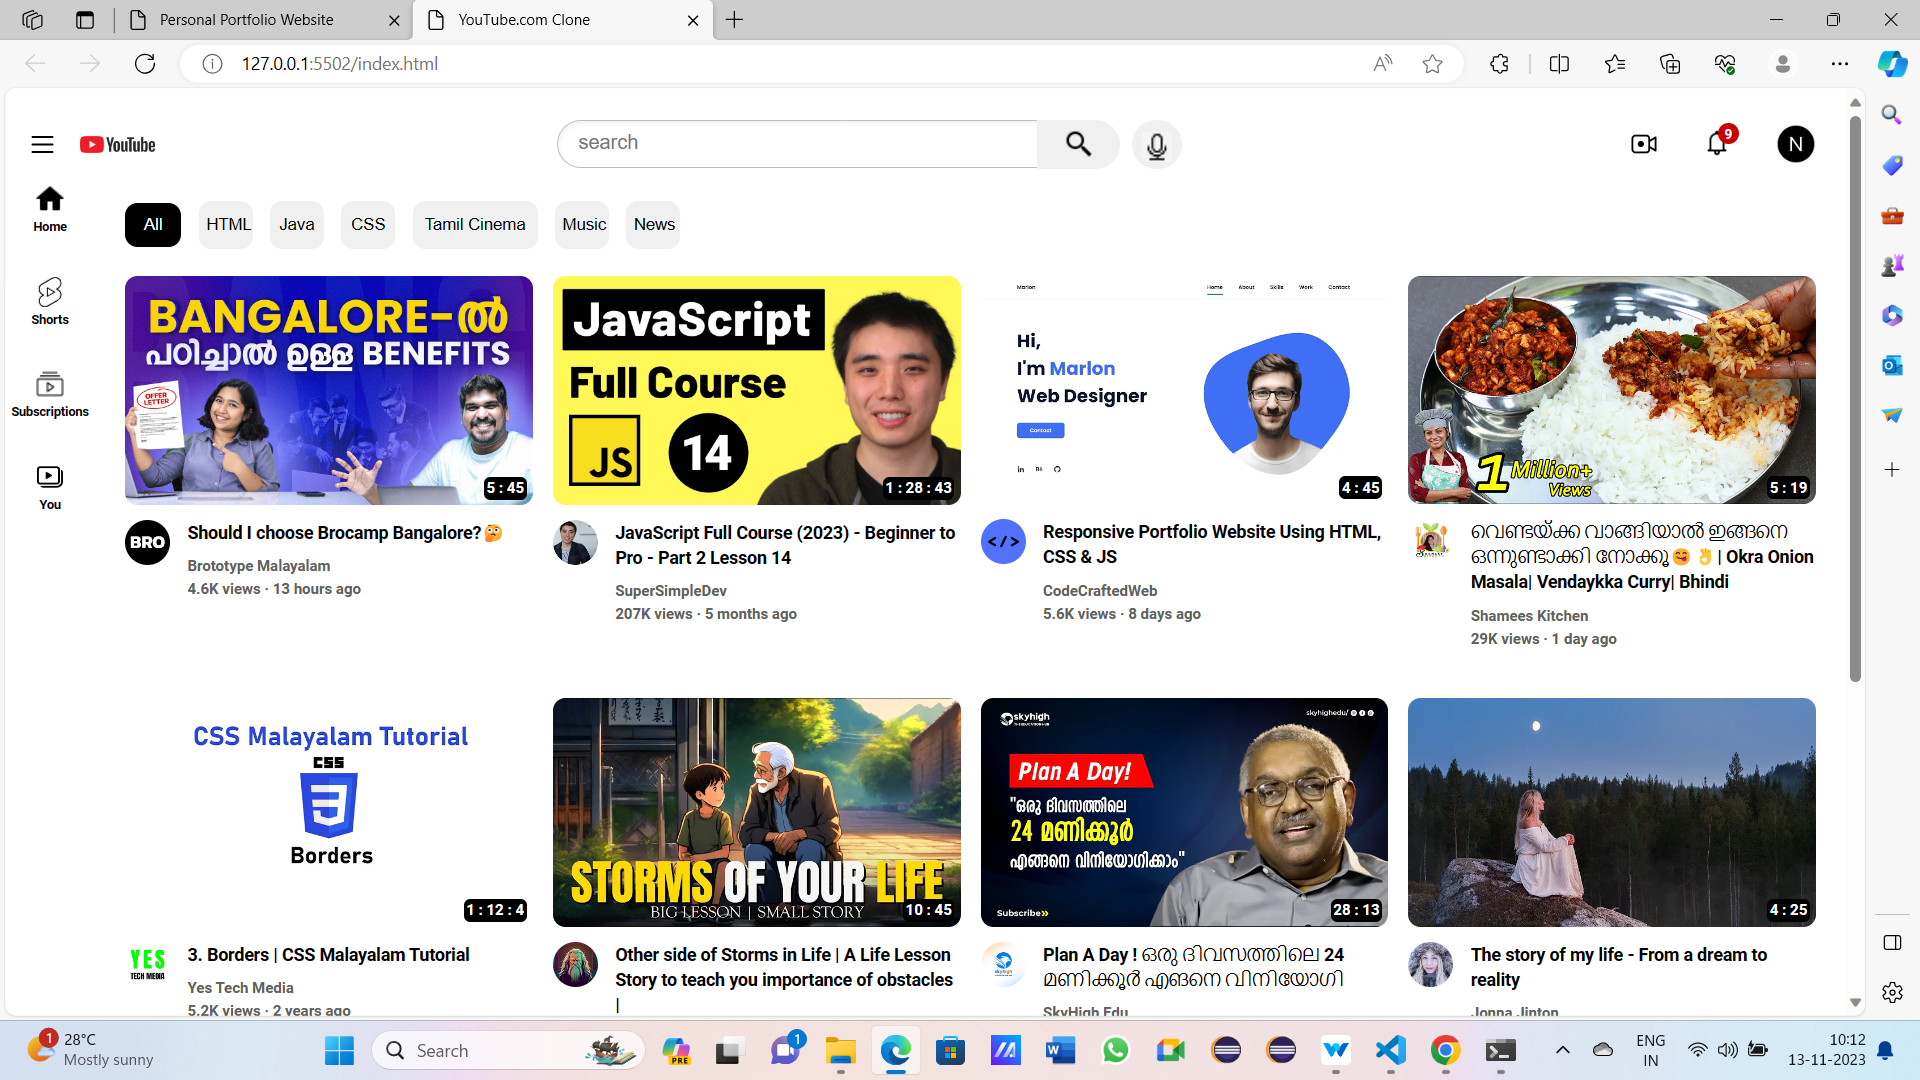 Personal Portfolio Website
YouTube.com Clone
127.0.0.1:5502/index.html
YouTube
search
9
N
Home
Shorts
Subscriptions
You
All
HTML
Java
CSS
Tamil Cinema
Music
News
BANGALORE-ൽ
പഠിച്ചാൽ ഉള്ള BENEFITS
OFFER
LETTER
5:45
JavaScript
Full Course
JS
14
1:28:43
Marlon
Home
About
Skills
Work
Contact
Hi,
I'm Marlon
Web Designer
Contact
in
Bē
4:45
1 Million+
Views
5:19
BRO
Should I choose Brocamp Bangalore?🤔
Brototype Malayalam
4.6K views · 13 hours ago
JavaScript Full Course (2023) - Beginner to
Pro - Part 2 Lesson 14
SuperSimpleDev
207K views · 5 months ago
</>
Responsive Portfolio Website Using HTML,
CSS & JS
CodeCraftedWeb
5.6K views · 8 days ago
വെണ്ടയ്ക്ക വാങ്ങിയാൽ ഇങ്ങനെ
ഒന്നുണ്ടാക്കി നോക്കൂ😋👌| Okra Onion
Masala| Vendaykka Curry| Bhindi
Shamees Kitchen
29K views · 1 day ago
CSS Malayalam Tutorial
CSS
3
Borders
1:12:4
STORMS OF YOUR LIFE
BIG LESSON | SMALL STORY
10:45
skyhigh
skyhighedu/
Plan A Day!
"ഒരു ദിവസത്തിലെ
24 മണിക്കൂർ
എങ്ങനെ വിനിയോഗിക്കാം"
Subscribe»
28:13
4:25
YES
TECH MEDIA
3. Borders | CSS Malayalam Tutorial
Yes Tech Media
5.2K views · 2 years ago
Other side of Storms in Life | A Life Lesson
Story to teach you importance of obstacles
|
skyhigh
Plan A Day ! ഒരു ദിവസത്തിലെ 24
മണിക്കൂർ എങ്ങനെ വിനിയോഗി
SkyHigh Edu
The story of my life - From a dream to
reality
Jonna Jinton
1
28°C
Mostly sunny
Search
PRE
1
ENG
IN
10:12
13-11-2023